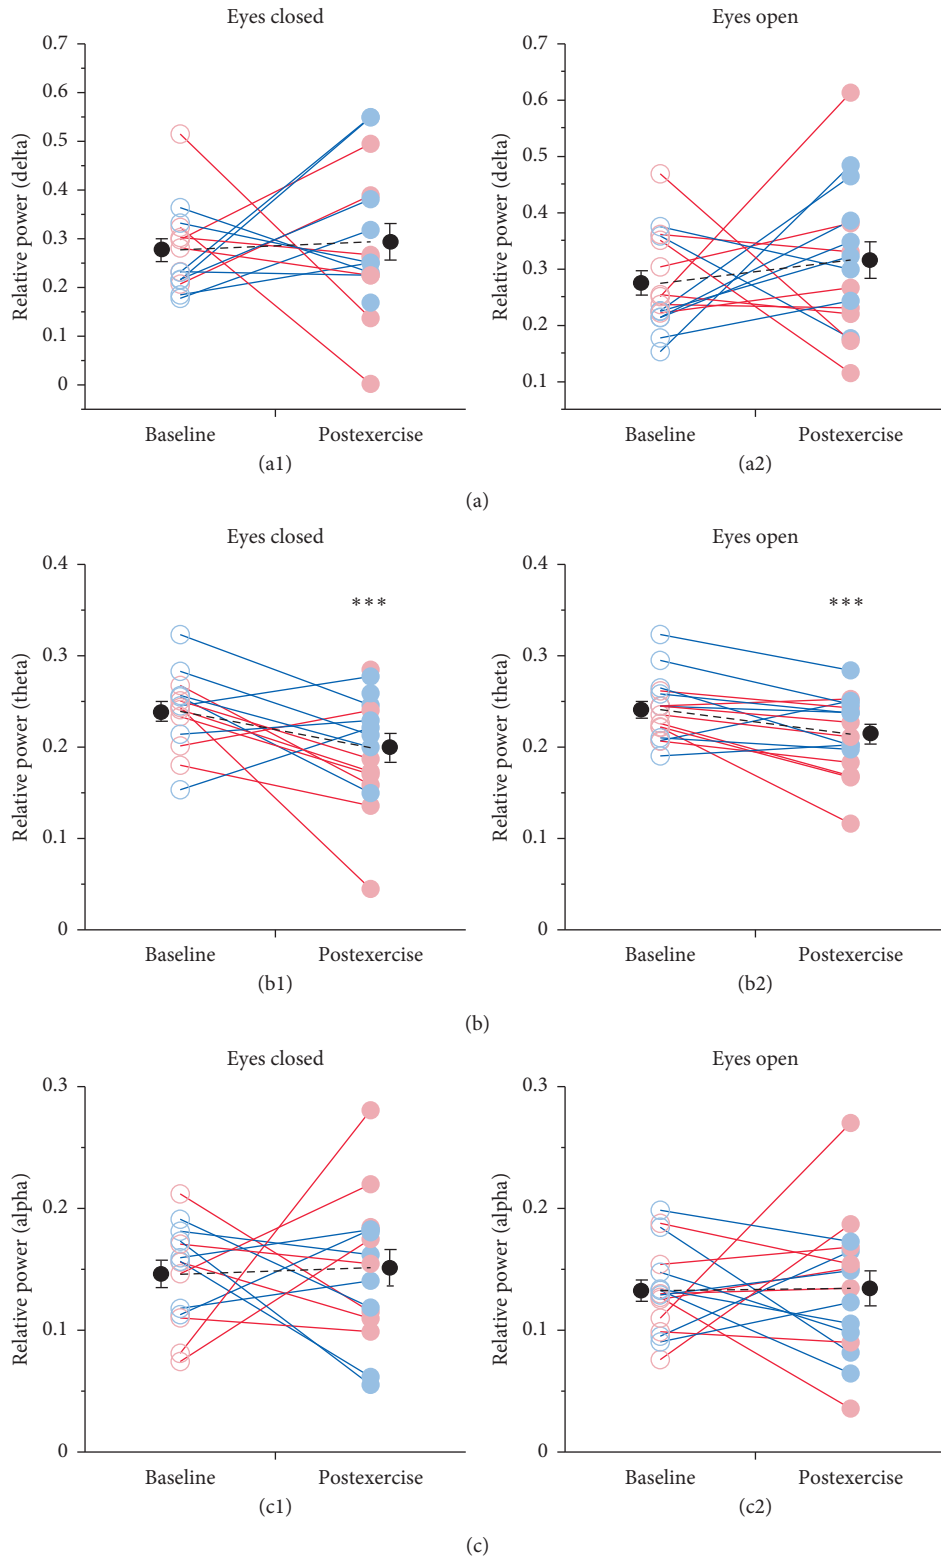 Eyes closed
Eyes open
Relative power (delta)
0.7
0.6
0.5
0.4
0.3
0.2
0.1
0
Baseline
Postexercise
(a1)
Relative power (delta)
0.7
0.6
0.5
0.4
0.3
0.2
0.1
Baseline
Postexercise
(a2)
(a)
Eyes closed
Eyes open
Relative power (theta)
0.4
0.3
0.2
0.1
0
***
Baseline
Postexercise
(b1)
Relative power (theta)
0.4
0.3
0.2
0.1
0
***
Baseline
Postexercise
(b2)
(b)
Eyes closed
Eyes open
Relative power (alpha)
0.3
0.2
0.1
0
Baseline
Postexercise
(c1)
Relative power (alpha)
0.3
0.2
0.1
0
Baseline
Postexercise
(c2)
(c)